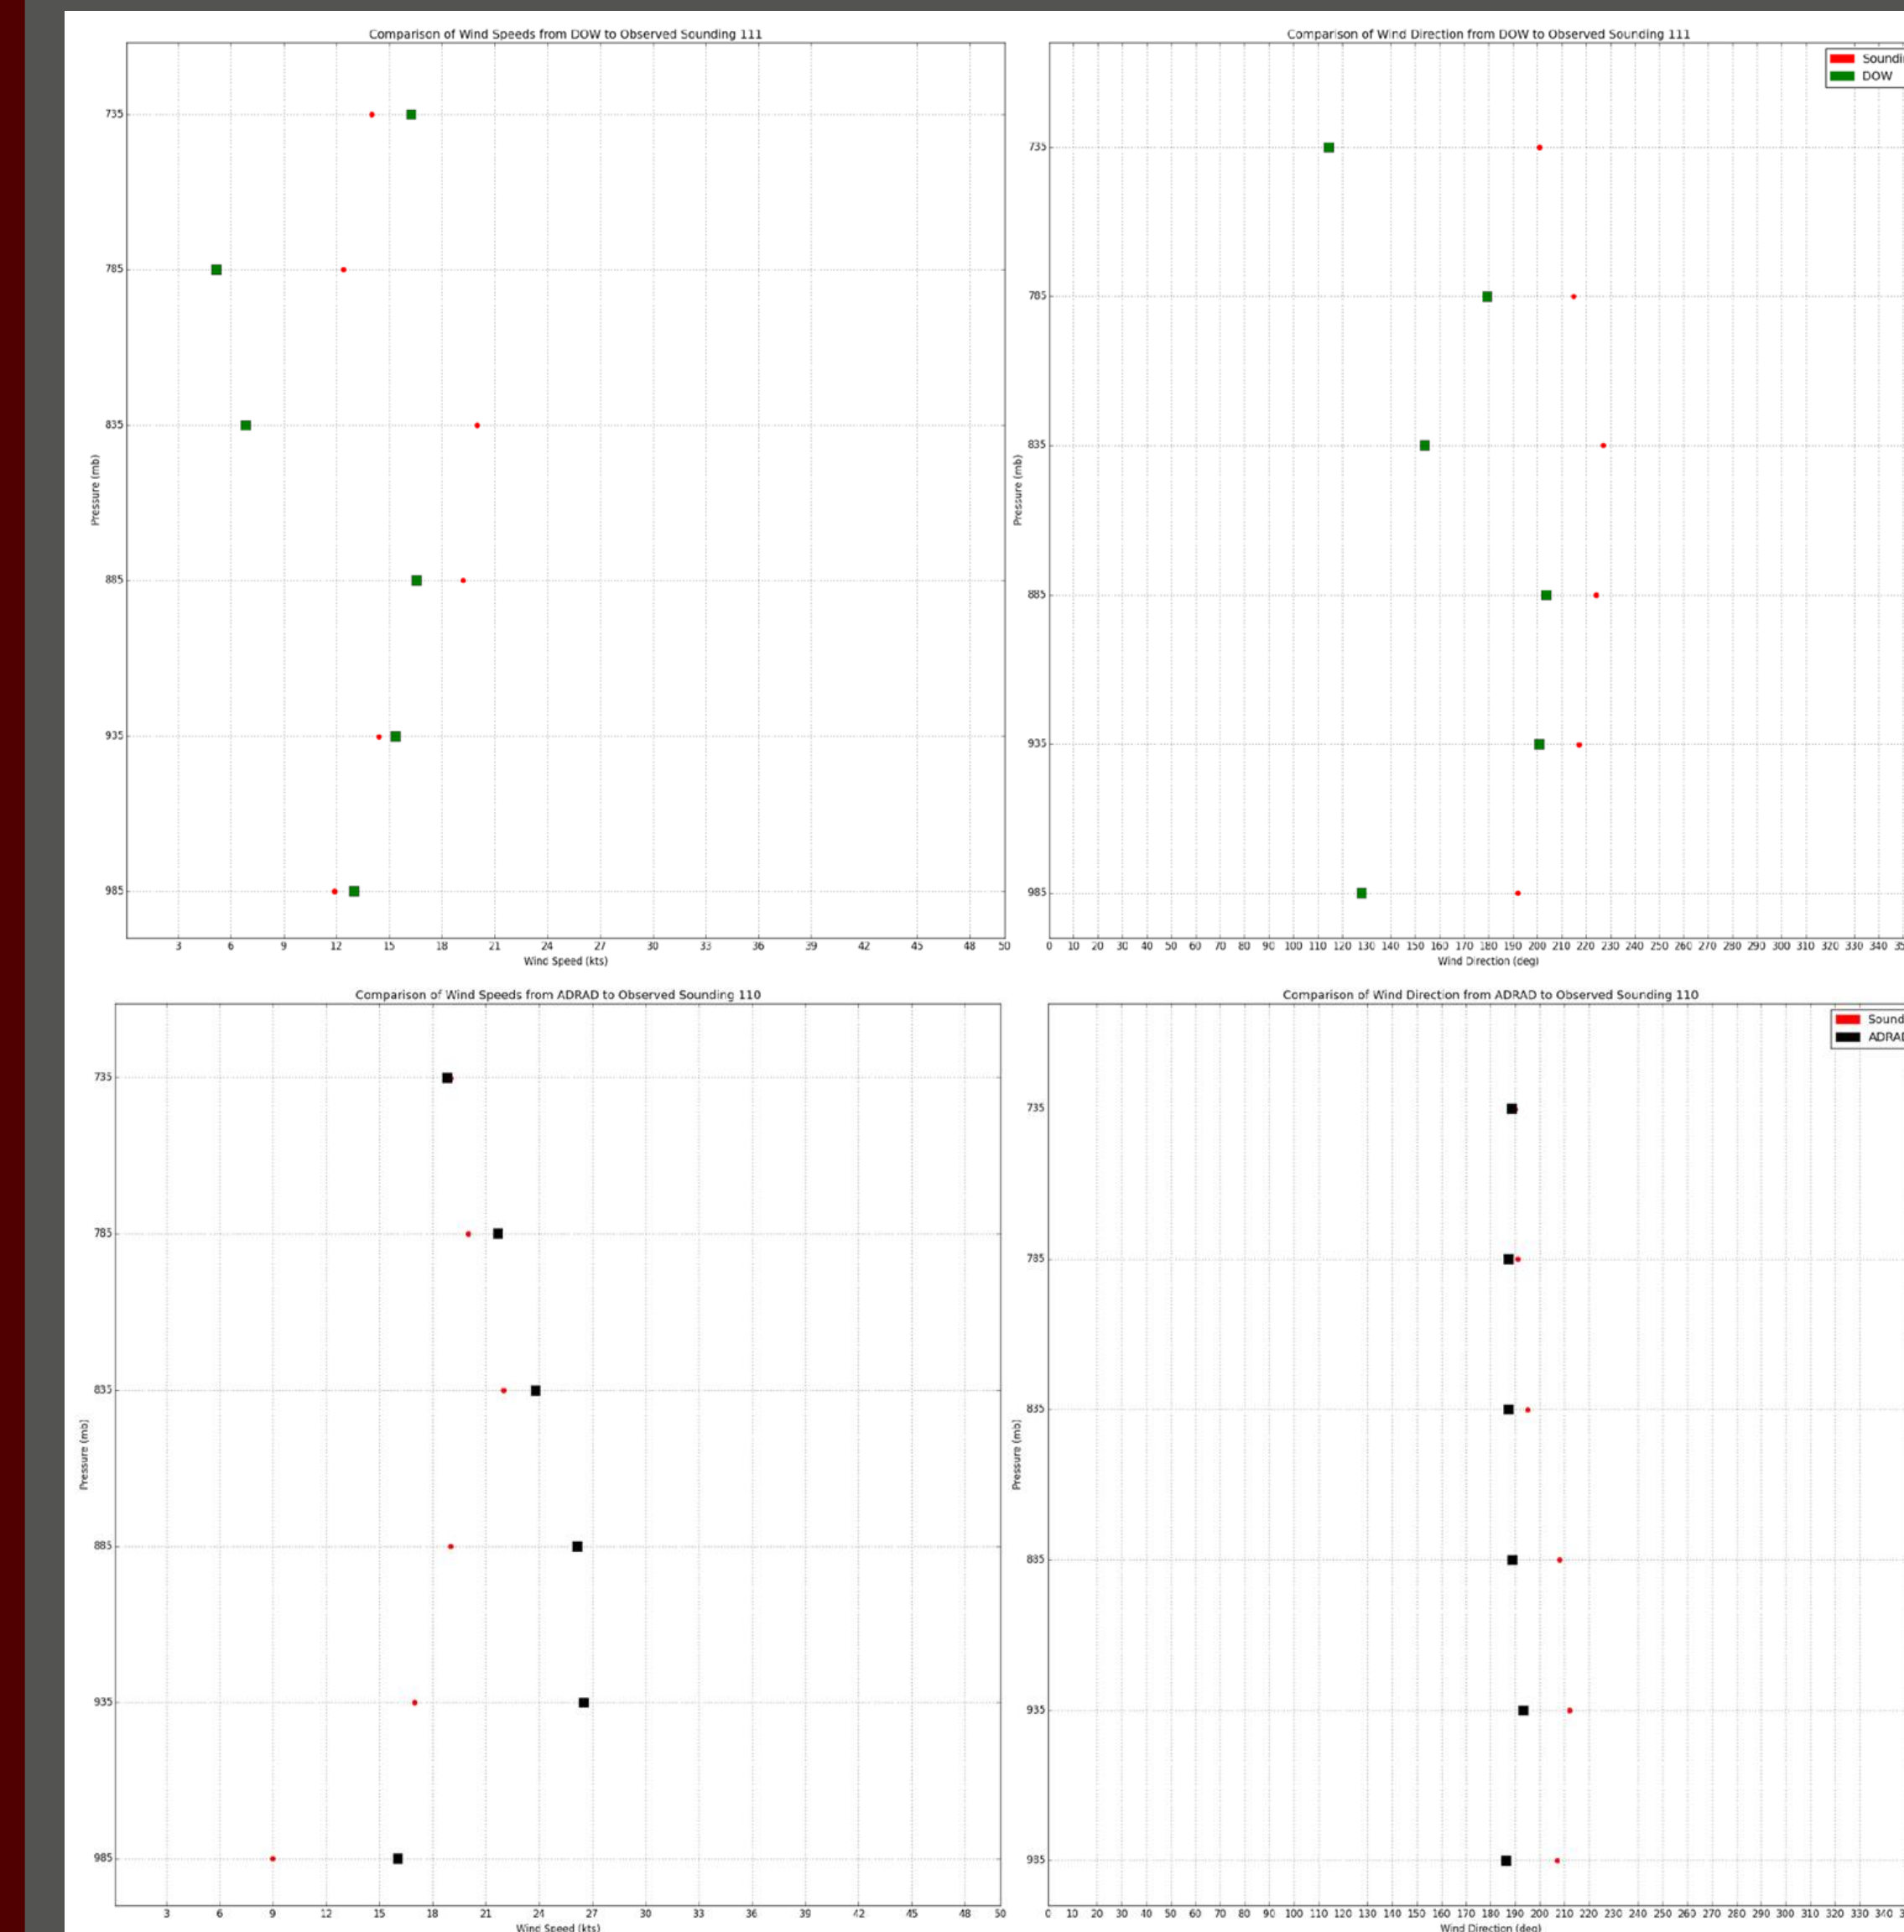 Comparison of Wind Speeds from DOW to Observed Sounding 111
735
785
835
885
935
985
Pressure (mb)
3 6 9 12 15 18 21 24 27 30 33 36 39 42 45 48 50
Wind Speed (kts)
Comparison of Wind Direction from DOW to Observed Sounding 111
Soundi
DOW
735
785
835
885
935
985
Pressure (mb)
0 10 20 30 40 50 60 70 80 90 100 110 120 130 140 150 160 170 180 190 200 210 220 230 240 250 260 270 280 290 300 310 320 330 340
Wind Direction (deg)
Comparison of Wind Speeds from ADRAD to Observed Sounding 110
735
785
835
885
935
985
Pressure (mb)
3 6 9 12 15 18 21 24 27 30 33 36 39 42 45 48 50
Wind Speed (kts)
Comparison of Wind Direction from ADRAD to Observed Sounding 110
Sound
ADRAD
735
785
835
885
935
985
Pressure (mb)
0 10 20 30 40 50 60 70 80 90 100 110 120 130 140 150 160 170 180 190 200 210 220 230 240 250 260 270 280 290 300 310 320 330 340
Wind Direction (deg)